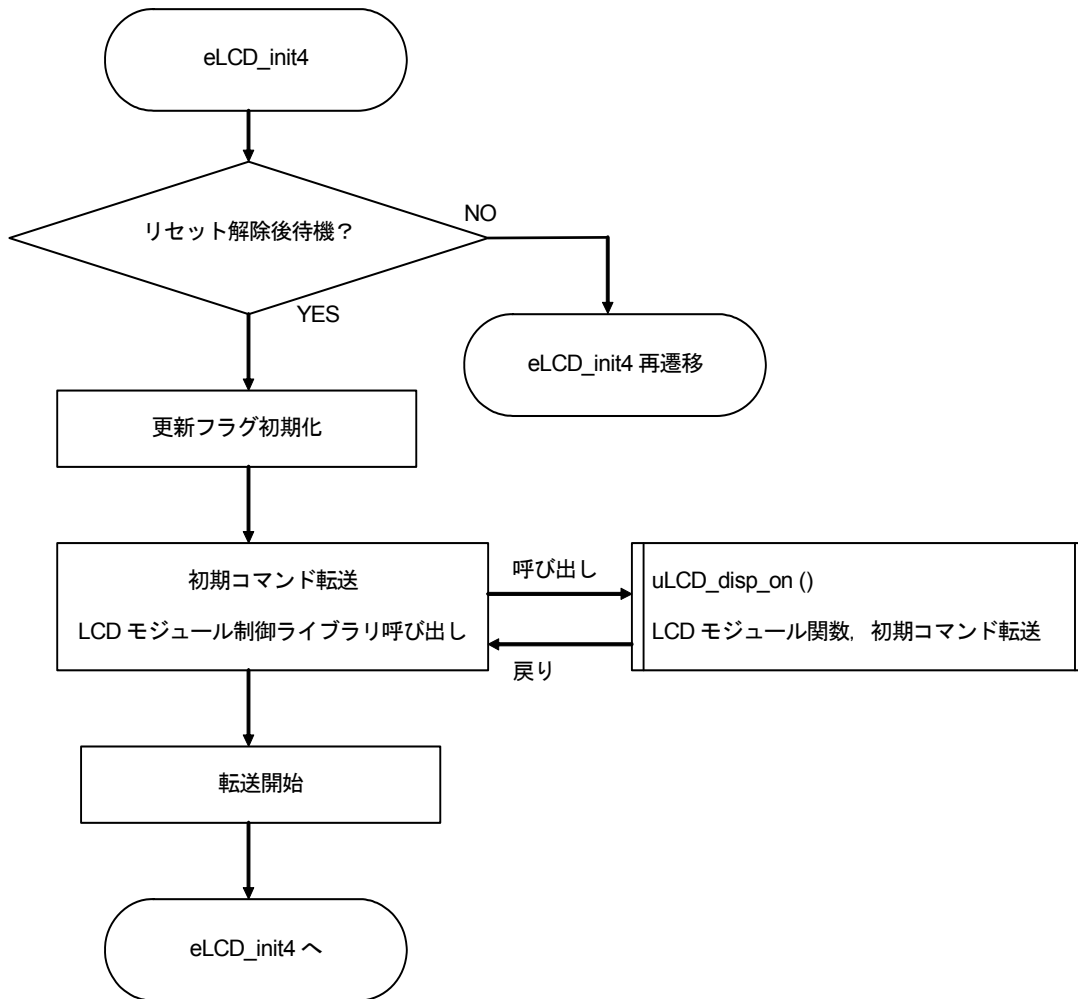 eLCD_init4
リセット解除後待機？
NO
YES
eLCD_init4 再遷移
更新フラグ初期化
初期コマンド転送
LCD モジュール制御ライブラリ呼び出し
呼び出し
戻り
uLCD_disp_on ()
LCD モジュール関数，初期コマンド転送
転送開始
eLCD_init4 へ